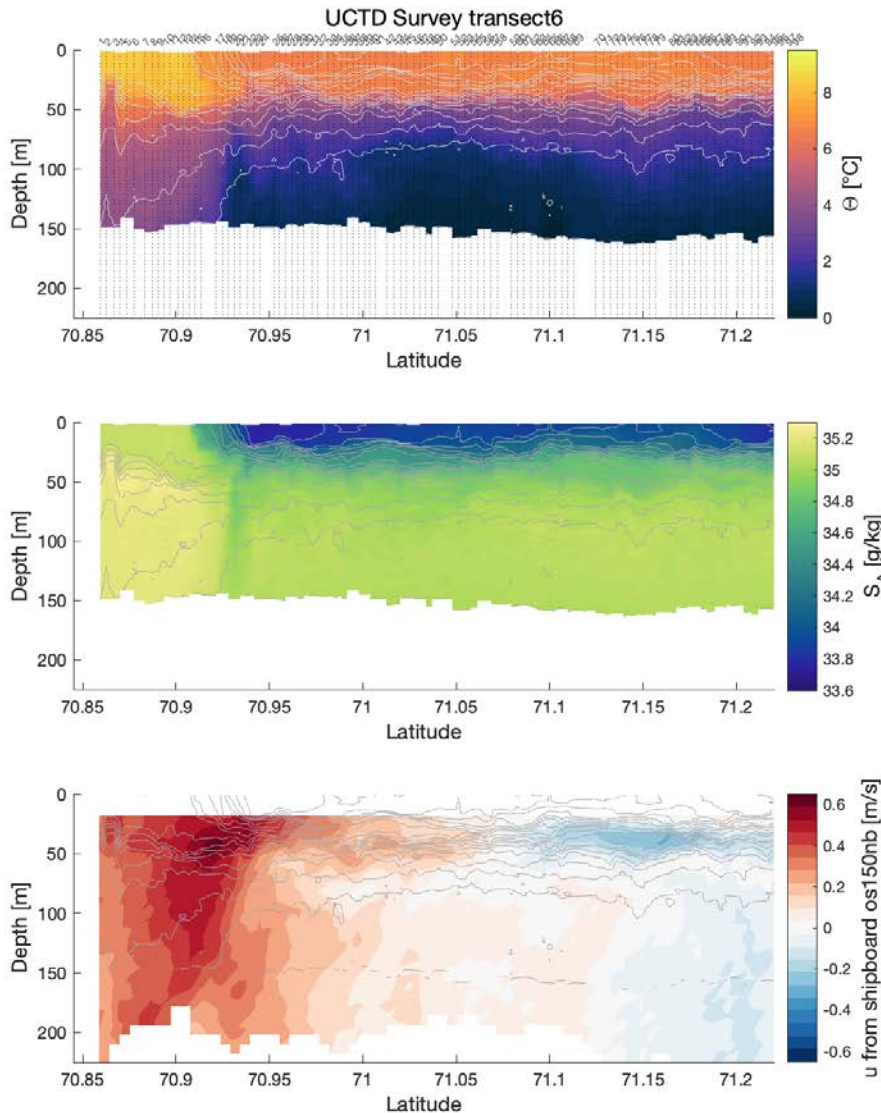 UCTD Survey transect6
0
50
100
150
200
Depth [m]
70.85 70.9 70.95 71 71.05 71.1 71.15 71.2
Latitude
8
6
4
2
0
Θ [°C]
0
50
100
150
200
Depth [m]
70.85 70.9 70.95 71 71.05 71.1 71.15 71.2
Latitude
35.2
35
34.8
34.6
34.4
34.2
34
33.8
33.6
[g/kg]
0
50
100
150
200
Depth [m]
70.85 70.9 70.95 71 71.05 71.1 71.15 71.2
Latitude
0.6
0.4
0.2
0
-0.2
-0.4
-0.6
u from shipboard os150nb [m/s]